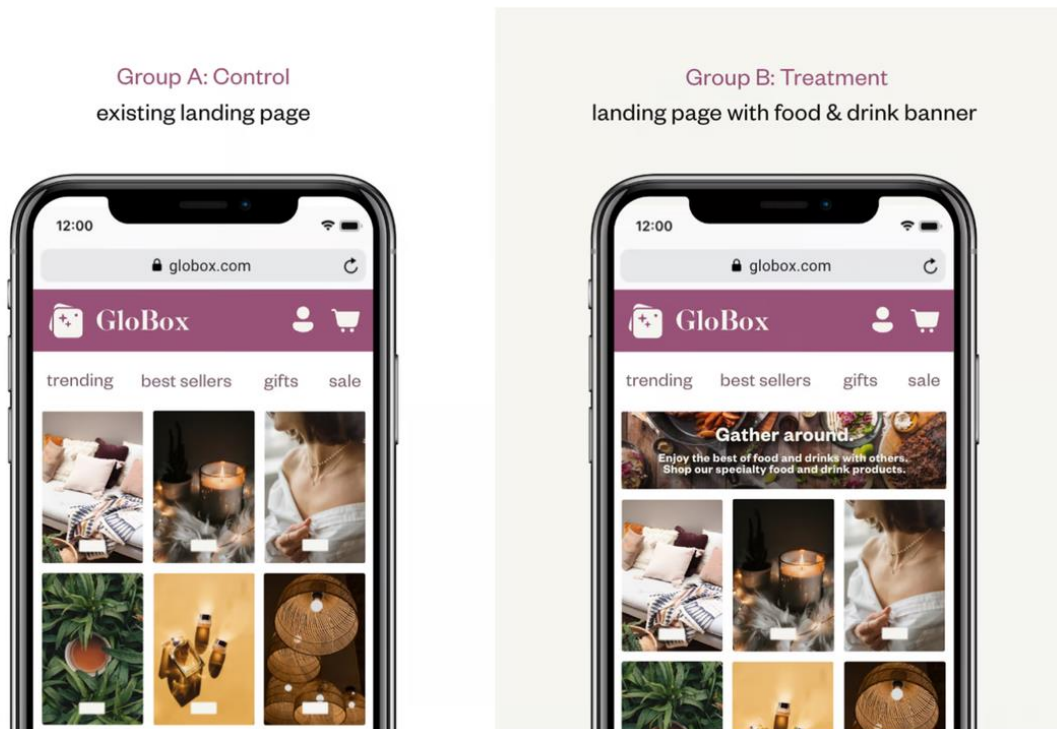 Group A: Control
existing landing page
12:00
globox.com
GloBox
trending best sellers gifts sale
Group B: Treatment
landing page with food & drink banner
12:00
globox.com
GloBox
trending best sellers gifts sale
Gather around.
Enjoy the best of food and drinks with others.
Shop our specialty food and drink products.